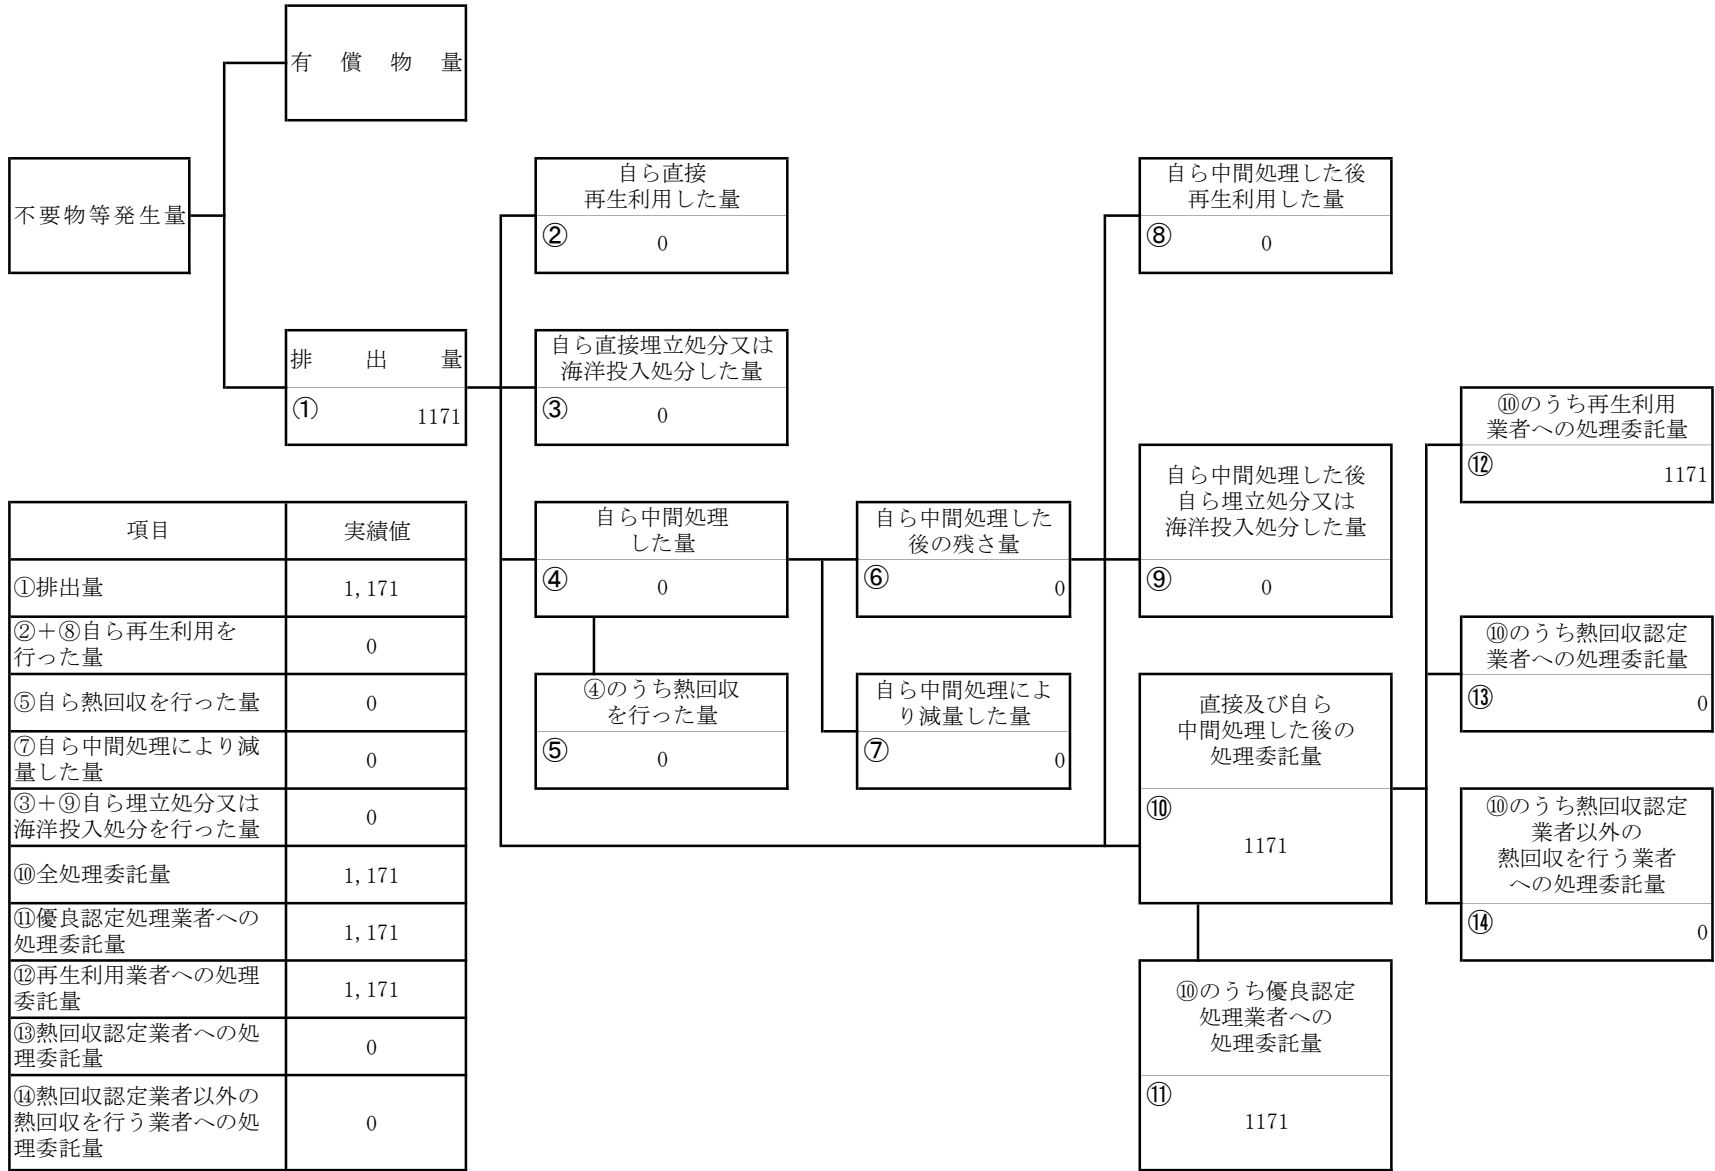 有償物量
不要物等発生量
排出量
① 1171
自ら直接
再生利用した量
② 0
自ら直接埋立処分又は
海洋投入処分した量
③ 0
自ら中間処理
した量
④ 0
④のうち熱回収
を行った量
⑤ 0
自ら中間処理した
後の残さ量
⑥ 0
自ら中間処理によ
り減量した量
⑦ 0
自ら中間処理した後
再生利用した量
⑧ 0
自ら中間処理した後
自ら埋立処分又は
海洋投入処分した量
⑨ 0
直接及び自ら
中間処理した後の
処理委託量
⑩
1171
⑩のうち優良認定
処理業者への
処理委託量
⑪
1171
⑩のうち再生利用
業者への処理委託量
⑫ 1171
⑩のうち熱回収認定
業者への処理委託量
⑬ 0
⑩のうち熱回収認定
業者以外の
熱回収を行う業者
への処理委託量
⑭ 0
項目 実績値
①排出量 1,171
②+⑧自ら再生利用を
行った量 0
⑤自ら熱回収を行った量 0
⑦自ら中間処理により減
量した量 0
③+⑨自ら埋立処分又は
海洋投入処分を行った量 0
⑩全処理委託量 1,171
⑪優良認定処理業者への
処理委託量 1,171
⑫再生利用業者への処理
委託量 1,171
⑬熱回収認定業者への処
理委託量 0
⑭熱回収認定業者以外の
熱回収を行う業者への処
理委託量 0